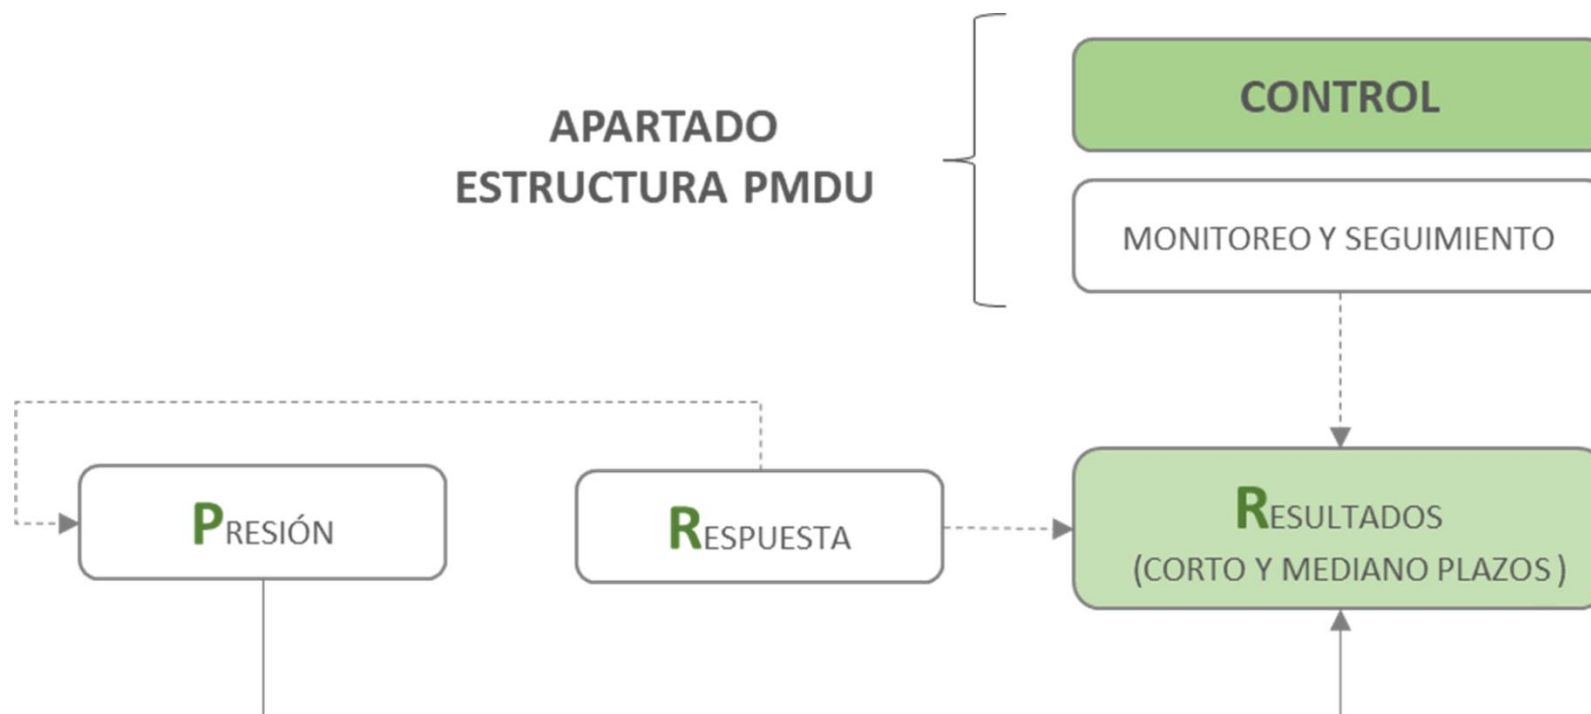 APARTADO
ESTRUCTURA PMDU
CONTROL
MONITOREO Y SEGUIMIENTO
PRESIÓN
RESPUESTA
RESULTADOS
(CORTO Y MEDIANO PLAZOS )